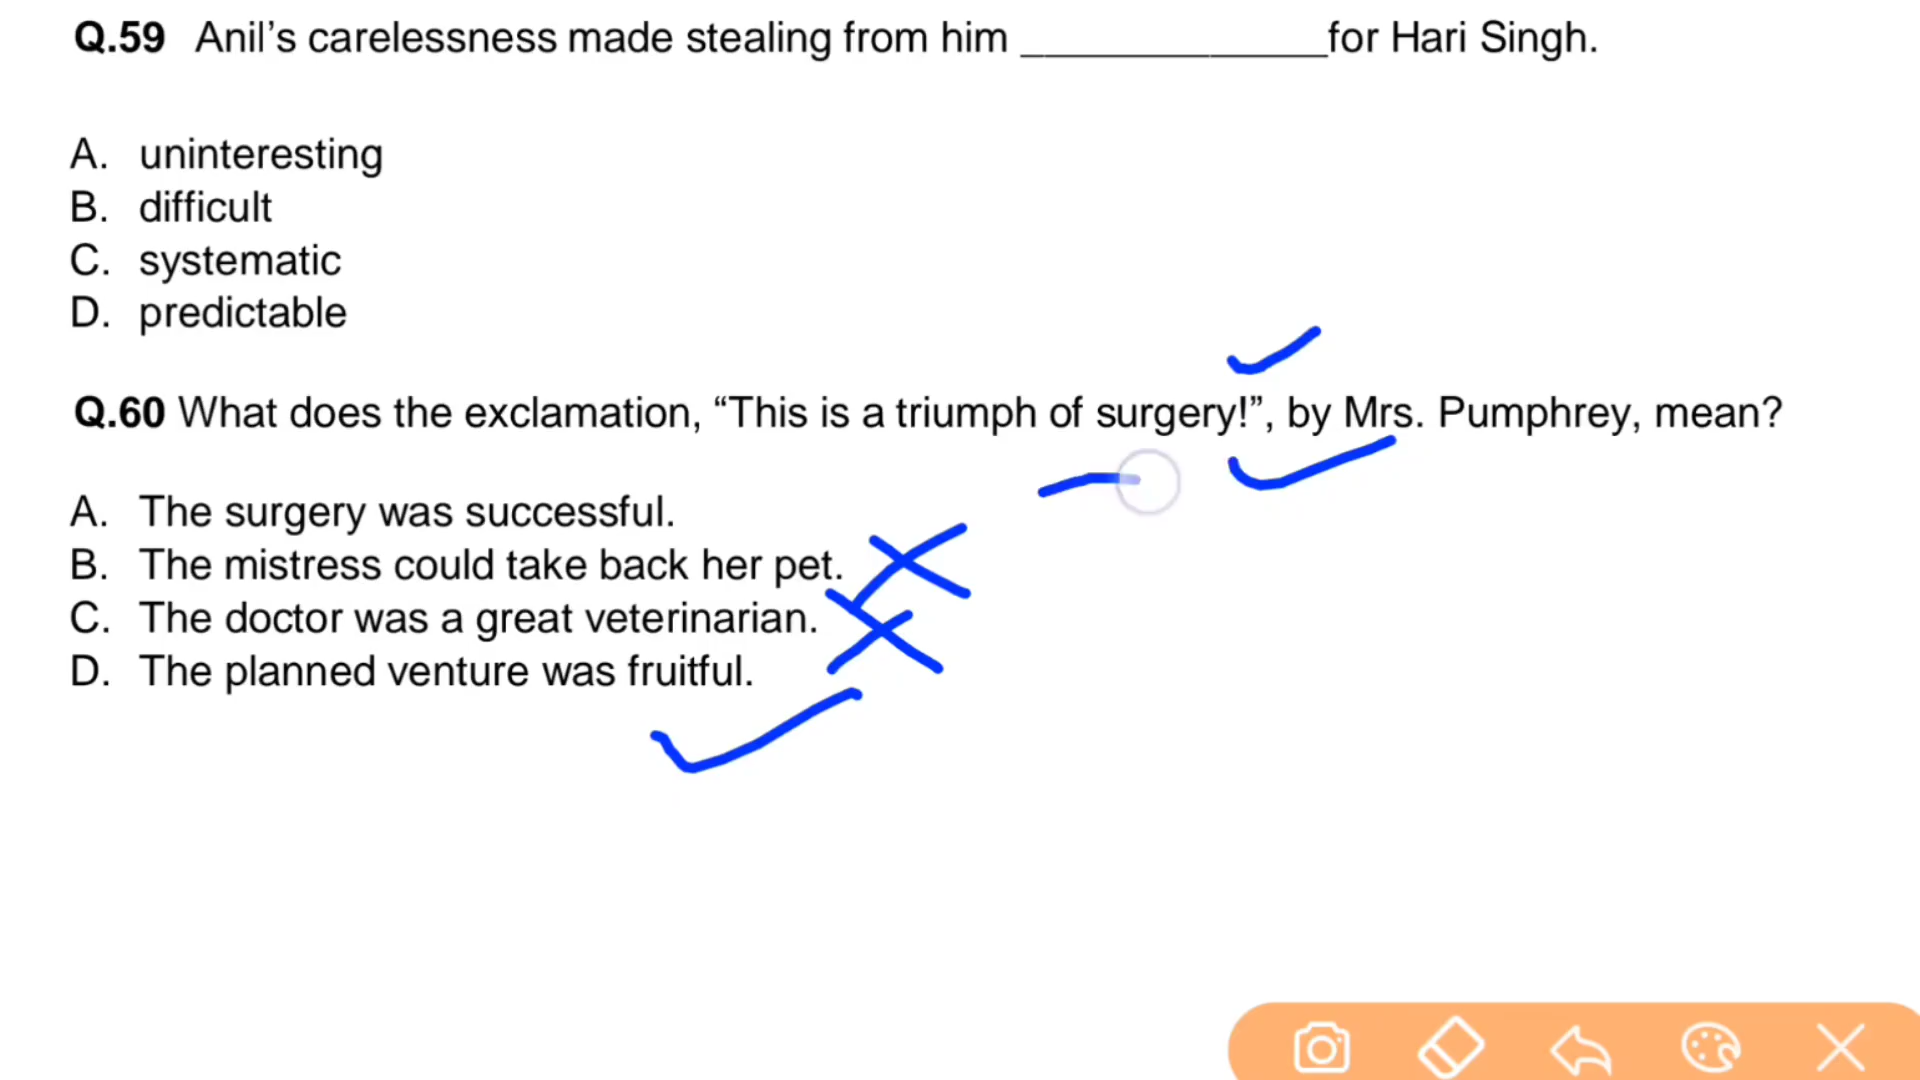 Q.59 Anil’s carelessness made stealing from him ____________for Hari Singh.
A. uninteresting
B. difficult
C. systematic
D. predictable
Q.60 What does the exclamation, “This is a triumph of surgery!”, by Mrs. Pumphrey, mean?
A. The surgery was successful.
B. The mistress could take back her pet.
C. The doctor was a great veterinarian.
D. The planned venture was fruitful.